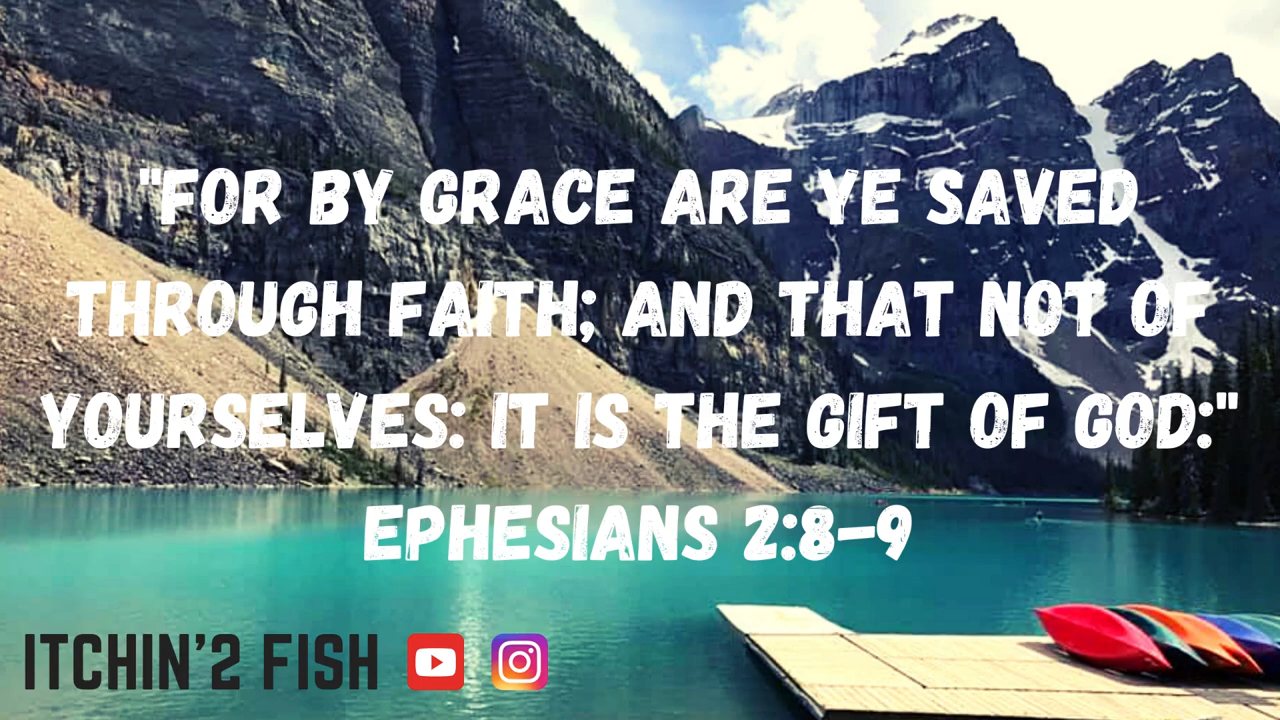 "FOR BY GRACE ARE YE SAVED
THROUGH FAITH; AND THAT NOT OF
YOURSELVES: IT IS THE GIFT OF GOD:"
EPHESIANS 2:8-9
ITCHIN'2 FISH